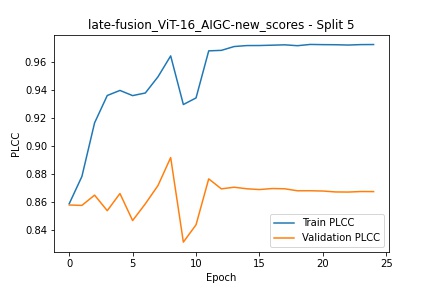 late-fusion_ViT-16_AIGC-new_scores - Split 5
PLCC
0.96
0.94
0.92
0.90
0.88
0.86
0.84
Train PLCC
Validation PLCC
0 5 10 15 20 25
Epoch